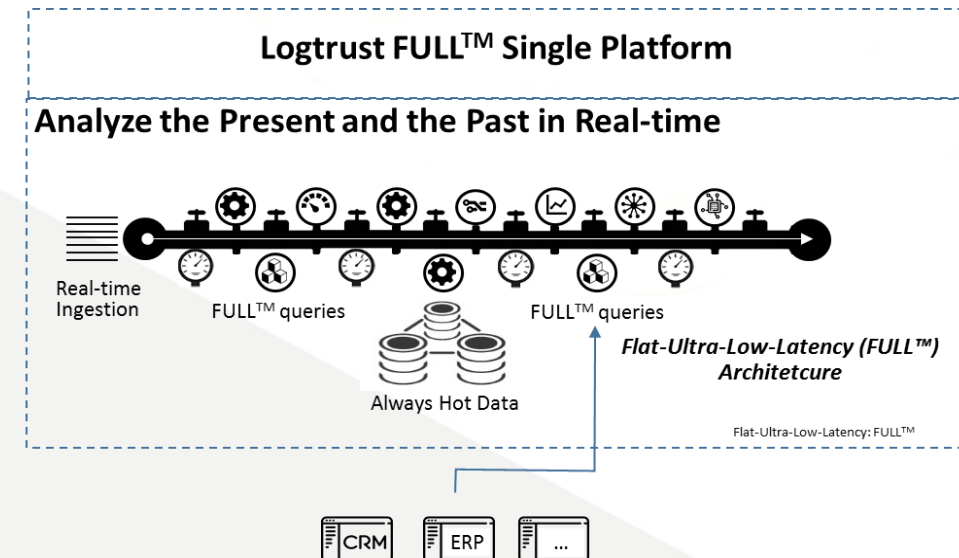 Logtrust FULL™ Single Platform
Analyze the Present and the Past in Real-time
Real-time
Ingestion
FULL™ queries
FULL™ queries
Flat-Ultra-Low-Latency (FULL™)
Architetcure
Always Hot Data
Flat-Ultra-Low-Latency: FULL™
CRM
ERP
...